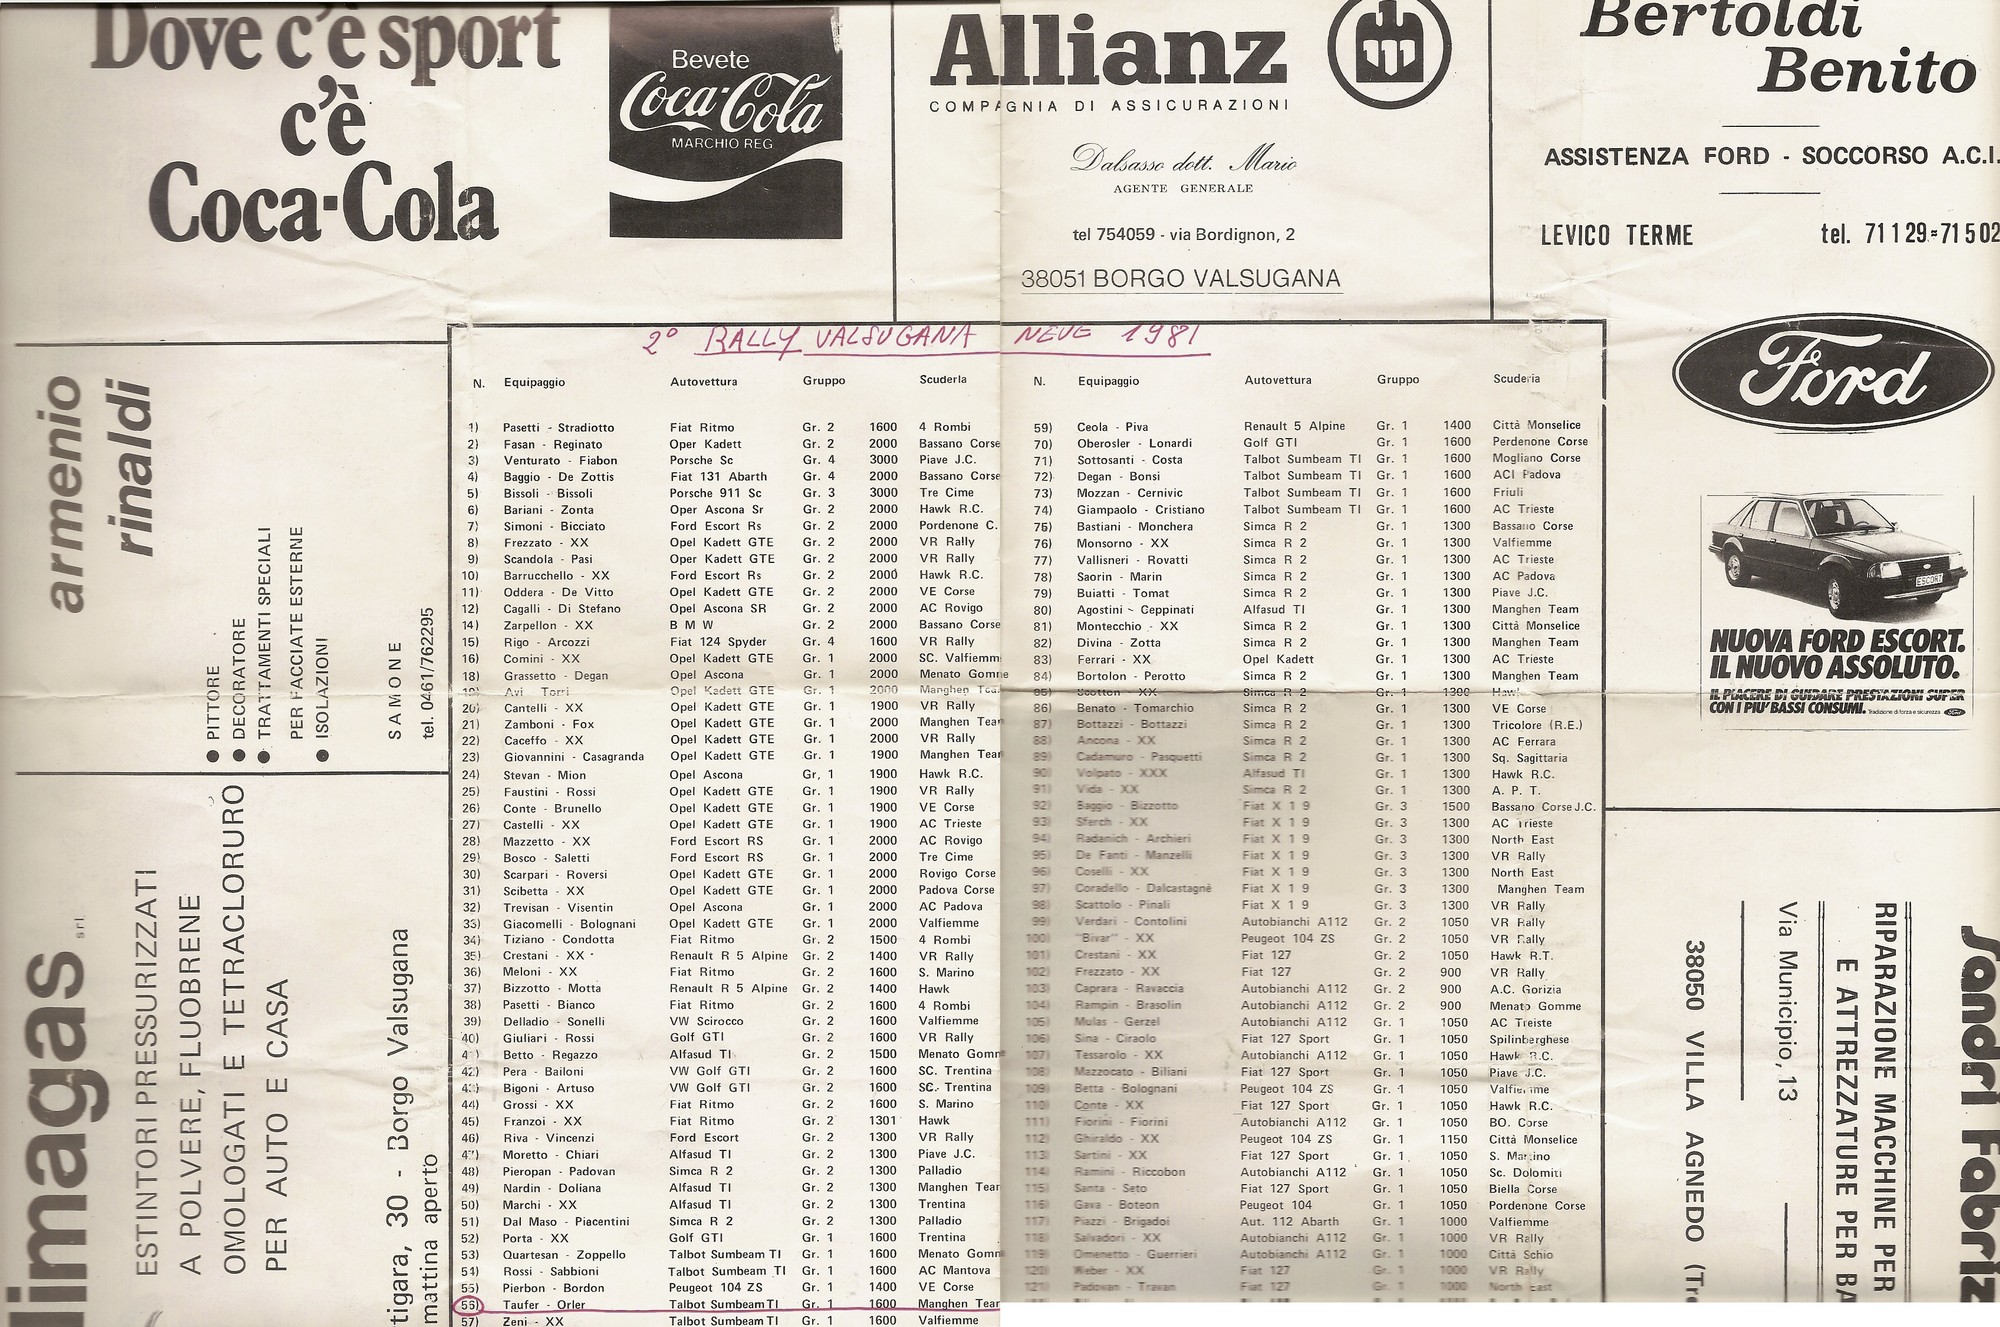 Dove c'è sport
c'è
Coca-Cola
Bevete
Coca-Cola
MARCHIO REG
Allianz
COMPAGNIA DI ASSICURAZIONI
Dalsasso dott. Mario
AGENTE GENERALE
tel 754059 - via Bordignon, 2
38051 BORGO VALSUGANA
Bertoldi
Benito
ASSISTENZA FORD - SOCCORSO A.C.I.
LEVICO TERME tel. 71129=71502
armenio
rinaldi
● PITTORE
● DECORATORE
● TRATTAMENTI SPECIALI
PER FACCIATE ESTERNE
● ISOLAZIONI
SAMONE
tel. 0461/762295
limagas s r l.
ESTINTORI PRESSURIZZATI
A POLVERE, FLUOBRENE
OMOLOGATI E TETRACLORURO
PER AUTO E CASA
tigara, 30 - Borgo Valsugana
mattina aperto
2° RALLY VALSUGANA NEVE 1981
N. Equipaggio Autovettura Gruppo Scuderia
1) Pasetti - Stradiotto Fiat Ritmo Gr. 2 1600 4 Rombi
2) Fasan - Reginato Oper Kadett Gr. 2 2000 Bassano Corse
3) Venturato - Fiabon Porsche Sc Gr. 4 3000 Piave J.C.
4) Baggio - De Zottis Fiat 131 Abarth Gr. 4 2000 Bassano Corse
5) Bissoli - Bissoli Porsche 911 Sc Gr. 3 3000 Tre Cime
6) Bariani - Zonta Oper Ascona Sr Gr. 2 2000 Hawk R.C.
7) Simoni - Bicciato Ford Escort Rs Gr. 2 2000 Pordenone C.
8) Frezzato - XX Opel Kadett GTE Gr. 2 2000 VR Rally
9) Scandola - Pasi Oper Kadett GTE Gr. 2 2000 VR Rally
10) Barrucchello - XX Ford Escort Rs Gr. 2 2000 Hawk R.C.
11) Oddera - De Vitto Opel Kadett GTE Gr. 2 2000 VE Corse
12) Cagalli - Di Stefano Opel Ascona SR Gr. 2 2000 AC Rovigo
14) Zarpellon - XX B M W Gr. 2 2000 Bassano Corse
15) Rigo - Arcozzi Fiat 124 Spyder Gr. 4 1600 VR Rally
16) Comini - XX Opel Kadett GTE Gr. 1 2000 SC. Valfiemm
18) Grassetto - Degan Opel Ascona Gr. 1 2000 Menato Gomme
19) Avi Torri Opel Kadett GTE Gr. 1 2000 Manghen Tea
20) Cantelli - XX Opel Kadett GTE Gr. 1 1900 VR Rally
21) Zamboni - Fox Opel Kadett GTE Gr. 1 2000 Manghen Tear
22) Caceffo - XX Opel Kadett GTE Gr. 1 2000 VR Rally
23) Giovannini - Casagranda Opel Kadett GTE Gr. 1 1900 Manghen Tear
24) Stevan - Mion Opel Ascona Gr, 1 1900 Hawk R.C.
25) Faustini - Rossi Opel Kadett GTE Gr. 1 1900 VR Rally
26) Conte - Brunello Opel Kadett GTE Gr. 1 1900 VE Corse
27) Castelli - XX Opel Kadett GTE Gr. 1 1900 AC Trieste
28) Mazzetto - XX Ford Escort RS Gr. 1 2000 AC Rovigo
29) Bosco - Saletti Ford Escort RS Gr. 1 2000 Tre Cime
30) Scarpari - Roversi Opel Kadett GTE Gr. 1 2000 Rovigo Corse
31) Scibetta - XX Opel Kadett GTE Gr. 1 2000 Padova Corse
32) Trevisan - Visentin Opel Ascona Gr. 1 2000 AC Padova
33) Giacomelli - Bolognani Opel Kadett GTE Gr. 1 2000 Valfiemme
34) Tiziano - Condotta Fiat Ritmo Gr. 2 1500 4 Rombi
35) Crestani - XX Renault R 5 Alpine Gr. 2 1400 VR Rally
36) Meloni - XX Fiat Ritmo Gr. 2 1600 S. Marino
37) Bizzotto - Motta Renault R 5 Alpine Gr. 2 1400 Hawk
38) Pasetti - Bianco Fiat Ritmo Gr. 2 1600 4 Rombi
39) Delladio - Sonelli VW Scirocco Gr. 2 1600 Valfiemme
40) Giuliari - Rossi Golf GTI Gr. 2 1600 VR Rally
41) Betto - Regazzo Alfasud TI Gr. 2 1500 Menato Gomm
42) Pera - Bailoni VW Golf GTI Gr. 2 1600 SC. Trentina
43) Bigoni - Artuso VW Golf GTI Gr. 2 1600 SC. Trentina
44) Grossi - XX Fiat Ritmo Gr. 2 1600 S. Marino
45) Franzoi - XX Fiat Ritmo Gr. 2 1301 Hawk
46) Riva - Vincenzi Ford Escort Gr. 2 1300 VR Rally
47) Moretto - Chiari Alfasud TI Gr. 2 1300 Piave J.C.
48) Pieropan - Padovan Simca R 2 Gr. 2 1300 Palladio
49) Nardin - Doliana Alfasud TI Gr. 2 1300 Manghen Tear
50) Marchi - XX Alfasud TI Gr. 2 1300 Trentina
51) Dal Maso - Piacentini Simca R 2 Gr. 2 1300 Palladio
52) Porta - XX Golf GTI Gr. 1 1600 Trentina
53) Quartesan - Zoppello Talbot Sumbeam TI Gr. 1 1600 Menato Gomm
54) Rossi - Sabbioni Talbot Sumbeam TI Gr. 1 1600 AC Mantova
55) Pierbon - Bordon Peugeot 104 ZS Gr. 1 1400 VE Corse
56) Taufer - Orler Talbot Sumbeam TI Gr. 1 1600 Manghen Tear
57) Zeni - XX Talbot Sumbeam TI Gr. 1 1600 Valfiemme
N. Equipaggio Autovettura Gruppo Scuderia
59) Ceola - Piva Renault 5 Alpine Gr. 1 1400 Città Monselice
70) Oberosler - Lonardi Golf GTI Gr. 1 1600 Perdenone Corse
71) Sottosanti - Costa Talbot Sumbeam TI Gr. 1 1600 Mogliano Corse
72) Degan - Bonsi Talbot Sumbeam TI Gr. 1 1600 ACI Padova
73) Mozzan - Cernivic Talbot Sumbeam TI Gr. 1 1600 Friuli
74) Giampaolo - Cristiano Talbot Sumbeam TI Gr. 1 1600 AC Trieste
75) Bastiani - Monchera Simca R 2 Gr. 1 1300 Bassano Corse
76) Monsorno - XX Simca R 2 Gr. 1 1300 Valfiemme
77) Vallisneri - Rovatti Simca R 2 Gr. 1 1300 AC Trieste
78) Saorin - Marin Simca R 2 Gr. 1 1300 AC Padova
79) Buiatti - Tomat Simca R 2 Gr. 1 1300 Piave J.C.
80) Agostini - Ceppinati Alfasud TI Gr. 1 1300 Manghen Team
81) Montecchio - XX Simca R 2 Gr. 1 1300 Città Monselice
82) Divina - Zotta Simca R 2 Gr. 1 1300 Manghen Team
83) Ferrari - XX Opel Kadett Gr. 1 1300 AC Trieste
84) Bortolon - Perotto Simca R 2 Gr. 1 1300 Manghen Team
85) Scotton - XX Simca R 2 Gr. 1 1300 Hawk
86) Benato - Tomarchio Simca R 2 Gr. 1 1300 VE Corse
87) Bottazzi - Bottazzi Simca R 2 Gr. 1 1300 Tricolore (R.E.)
88) Ancona - XX Simca R 2 Gr. 1 1300 AC Ferrara
89) Cadamuro - Pasquetti Simca R 2 Gr. 1 1300 Sq. Sagittaria
90) Volpato - XXX Alfasud TI Gr. 1 1300 Hawk R.C.
91) Vida - XX Simca R 2 Gr. 1 1300 A. P. T.
92) Baggio - Bizzotto Fiat X 1 9 Gr. 3 1500 Bassano Corse J.C.
93) Sferch - XX Fiat X 1 9 Gr. 3 1300 AC Trieste
94) Radanich - Archieri Fiat X 1 9 Gr. 3 1300 North East
95) De Fanti - Manzelli Fiat X 1 9 Gr. 3 1300 VR Rally
96) Coselli - XX Fiat X 1 9 Gr. 3 1300 North East
97) Coradello - Dalcastagnè Fiat X 1 9 Gr. 3 1300 Manghen Team
98) Scattolo - Pinali Fiat X 1 9 Gr. 3 1300 VR Rally
99) Verdari - Contolini Autobianchi A112 Gr. 2 1050 VR Rally
100) "Bivar" - XX Peugeot 104 ZS Gr. 2 1050 VR Rally
101) Crestani - XX Fiat 127 Gr. 2 1050 Hawk R.T.
102) Frezzato - XX Fiat 127 Gr. 2 900 VR Rally
103) Caprara - Ravaccia Autobianchi A112 Gr. 2 900 A.C. Gorizia
104) Rampin - Brasolin Autobianchi A112 Gr. 2 900 Menato Gomme
105) Mulas - Gerzel Autobianchi A112 Gr. 1 1050 AC Treiste
106) Sina - Ciraolo Fiat 127 Sport Gr. 1 1050 Spilinberghese
107) Tessarolo - XX Autobianchi A112 Gr. 1 1050 Hawk R.C.
108) Mazzocato - Biliani Fiat 127 Sport Gr. 1 1050 Piave J.C.
109) Betta - Bolognani Peugeot 104 ZS Gr. 1 1050 Valfiemme
110) Conte - XX Fiat 127 Sport Gr. 1 1050 Hawk R.C.
111) Fiorini - Fiorini Autobianchi A112 Gr. 1 1050 BO. Corse
112) Ghiraldo - XX Peugeot 104 ZS Gr. 1 1150 Città Monselice
113) Sartini - XX Fiat 127 Sport Gr. 1 1050 S. Martino
114) Ramini - Riccobon Autobianchi A112 Gr. 1 1050 Sc. Dolomiti
115) Santa - Seto Fiat 127 Sport Gr. 1 1050 Biella Corse
116) Gava - Boteon Peugeot 104 Gr. 1 1050 Pordenone Corse
117) Piazzi - Brigadoi Aut. 112 Abarth Gr. 1 1000 Valfiemme
118) Salvadori - XX Autobianchi A112 Gr. 1 1000 VR Rally
119) Omenetto - Guerrieri Autobianchi A112 Gr. 1 1000 Città Schio
120) Weber - XX Fiat 127 Gr. 1 1000 VR Rally
121) Padovan - Travan Fiat 127 Gr. 1 1000 North East
Ford
ESCORT
NUOVA FORD ESCORT.
IL NUOVO ASSOLUTO.
IL PIACERE DI GUIDARE PRESTAZIONI SUPER
CON I PIU' BASSI CONSUMI. Tradizione di forza e sicurezza Ford
Sandri Fabriz
RIPARAZIONE MACCHINE PER
E ATTREZZATURE PER BA
Via Municipio, 13
38050 VILLA AGNEDO (Tr